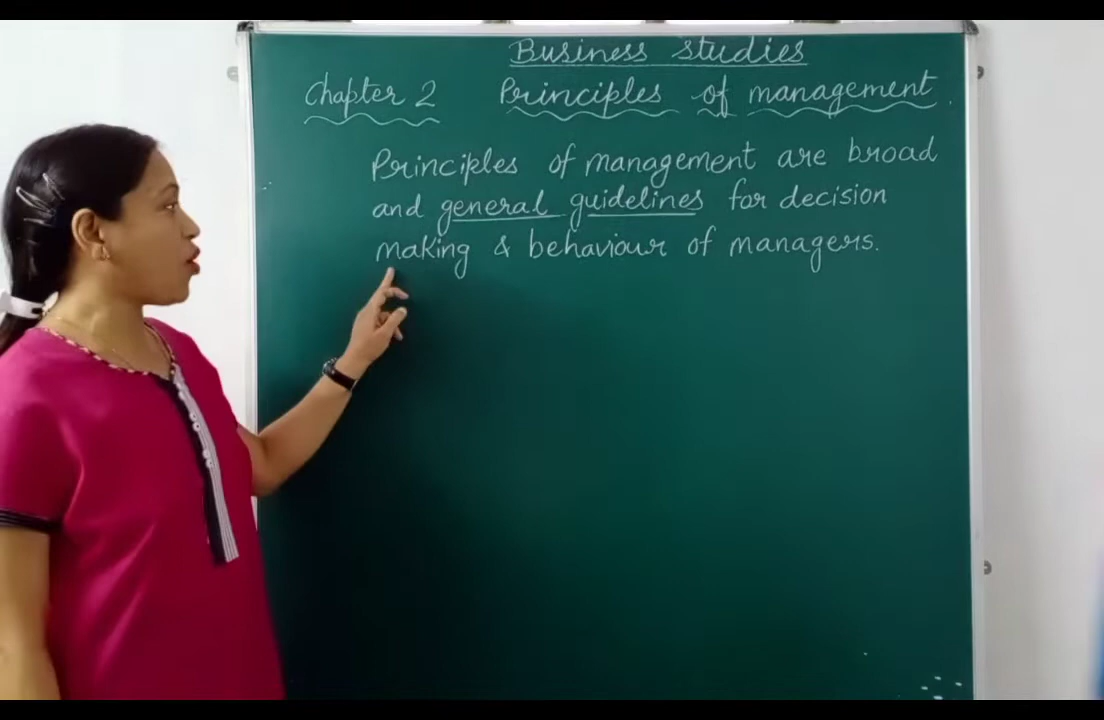 Business Studies
Chapter 2 Principles of management
Principles of management are broad
and general guidelines for decision
making & behaviour of managers.